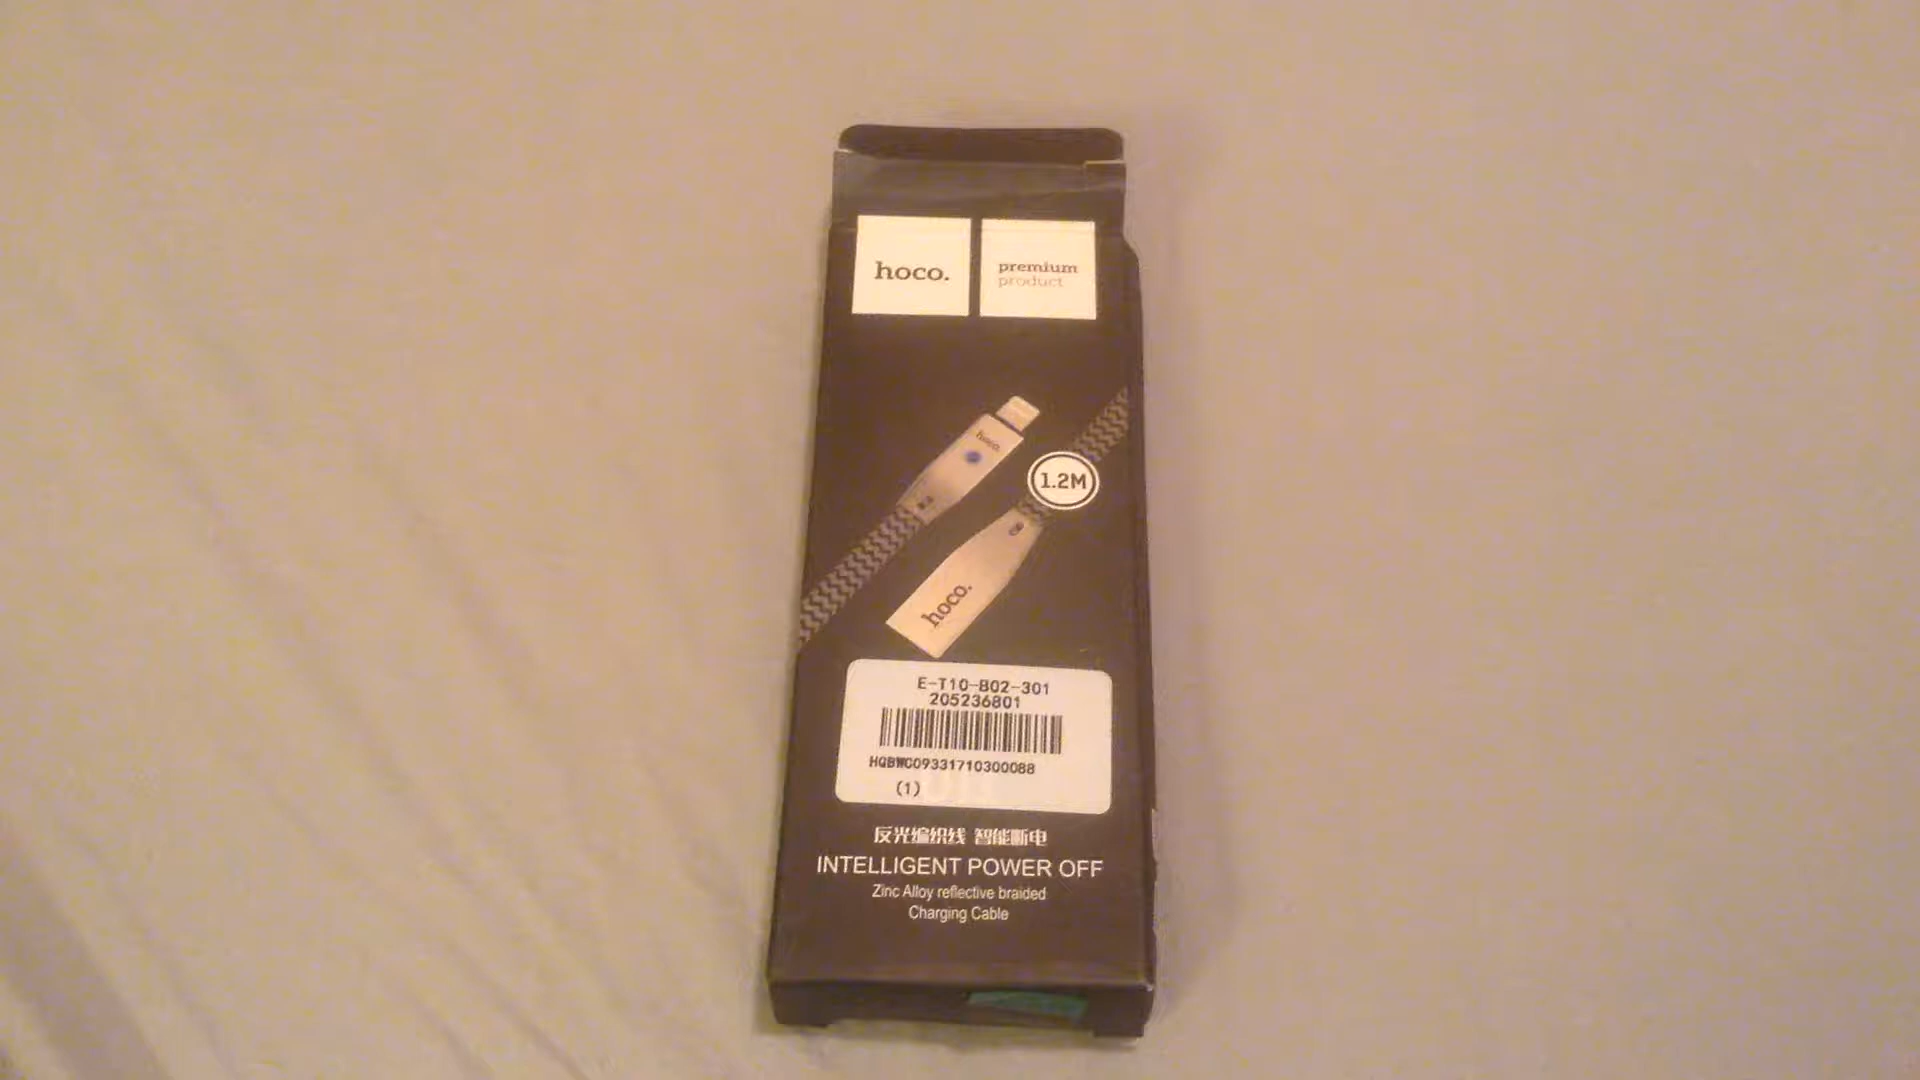 hoco.
premium
product
hoco.
1.2M
hoco.
E-T10-B02-301
205236801
HQBWC09331710300088
(1)
反光编织线 智能断电
INTELLIGENT POWER OFF
Zinc Alloy reflective braided
Charging Cable